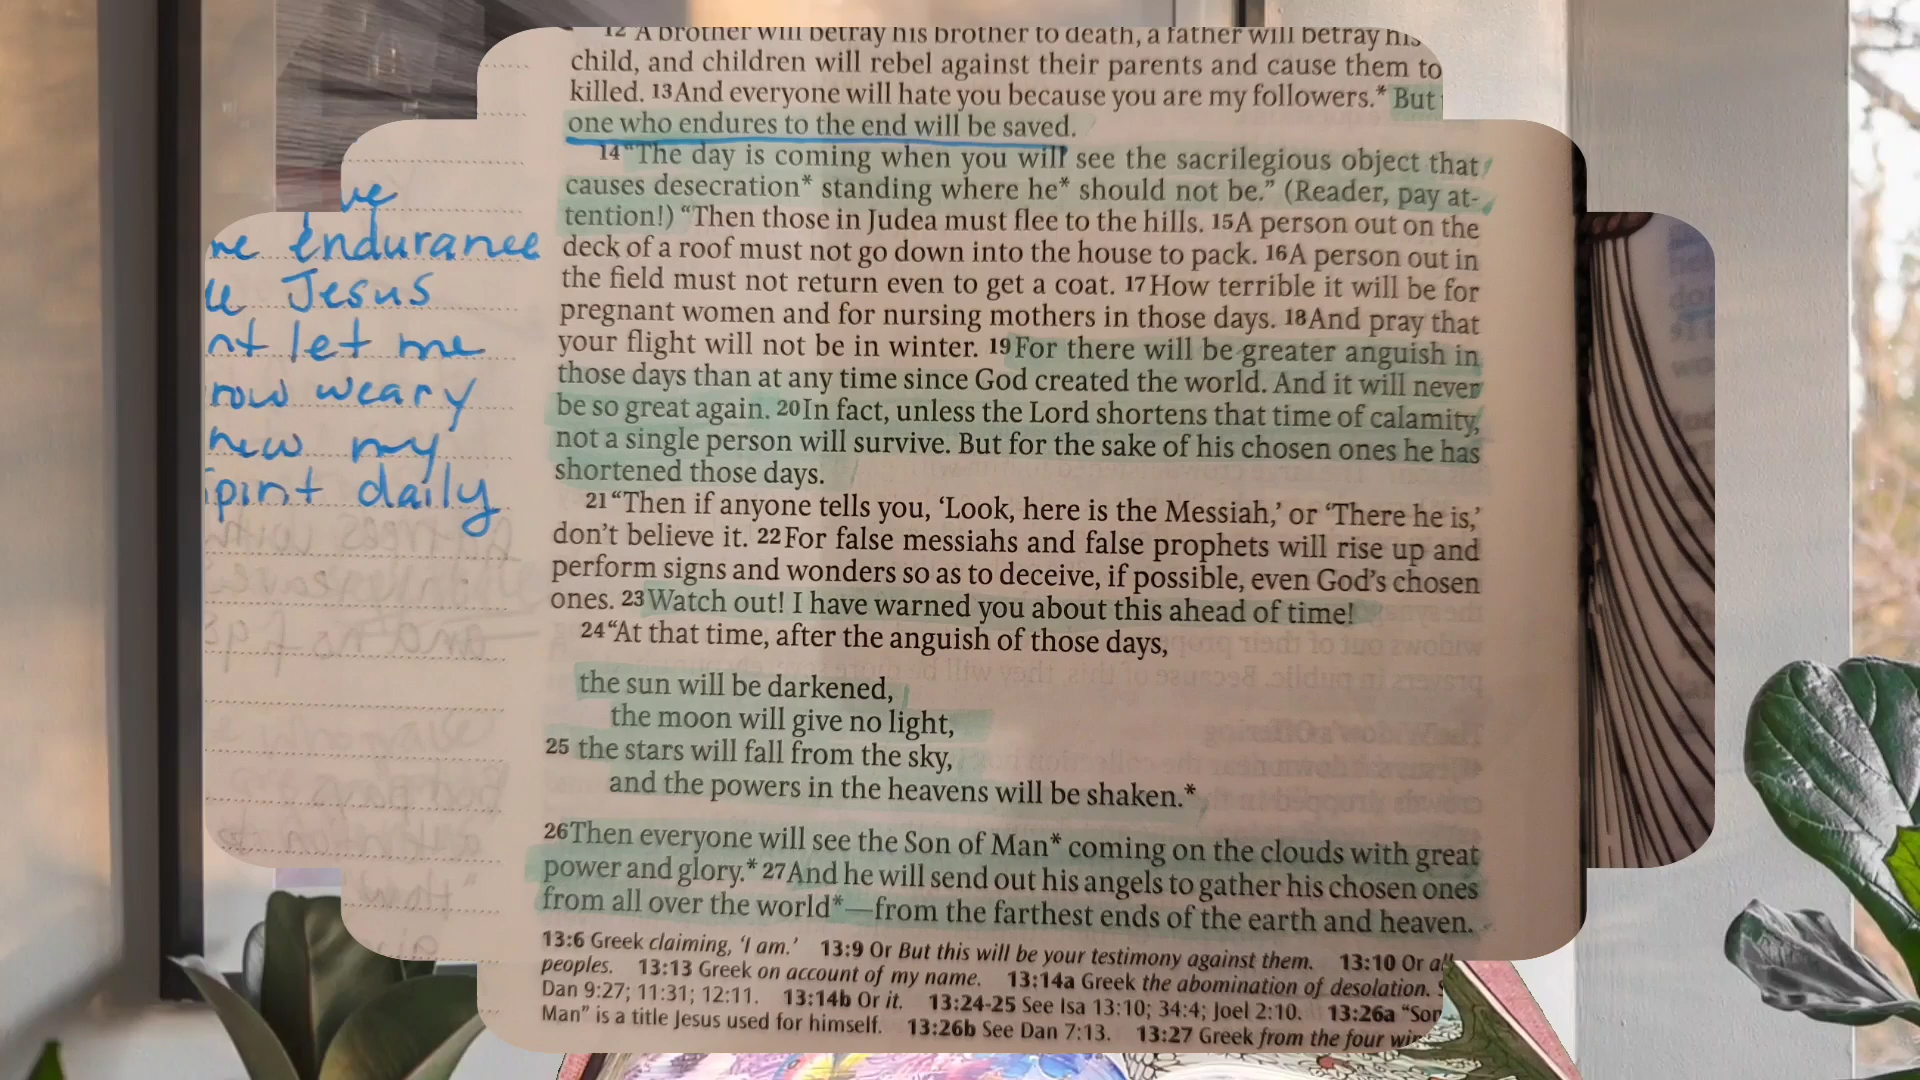 12 A brother will betray his brother to death, a father will betray his
child, and children will rebel against their parents and cause them to
killed. 13 And everyone will hate you because you are my followers.* But
one who endures to the end will be saved.
14 “The day is coming when you will see the sacrilegious object that
causes desecration* standing where he* should not be.” (Reader, pay at-
tention!) “Then those in Judea must flee to the hills. 15 A person out on the
deck of a roof must not go down into the house to pack. 16 A person out in
the field must not return even to get a coat. 17 How terrible it will be for
pregnant women and for nursing mothers in those days. 18 And pray that
your flight will not be in winter. 19 For there will be greater anguish in
those days than at any time since God created the world. And it will never
be so great again. 20 In fact, unless the Lord shortens that time of calamity,
not a single person will survive. But for the sake of his chosen ones he has
shortened those days.
21 “Then if anyone tells you, ‘Look, here is the Messiah,’ or ‘There he is,’
don’t believe it. 22 For false messiahs and false prophets will rise up and
perform signs and wonders so as to deceive, if possible, even God’s chosen
ones. 23 Watch out! I have warned you about this ahead of time!
24 “At that time, after the anguish of those days,
the sun will be darkened,
the moon will give no light,
25 the stars will fall from the sky,
and the powers in the heavens will be shaken.*
26 Then everyone will see the Son of Man* coming on the clouds with great
power and glory.* 27 And he will send out his angels to gather his chosen ones
from all over the world*—from the farthest ends of the earth and heaven.
13:6 Greek claiming, ‘I am.’ 13:9 Or But this will be your testimony against them. 13:10 Or all
peoples. 13:13 Greek on account of my name. 13:14a Greek the abomination of desolation.
Dan 9:27; 11:31; 12:11. 13:14b Or it. 13:24-25 See Isa 13:10; 34:4; Joel 2:10. 13:26a “Son
Man” is a title Jesus used for himself. 13:26b See Dan 7:13. 13:27 Greek from the four
endurance
Jesus
let me
weary
my
daily